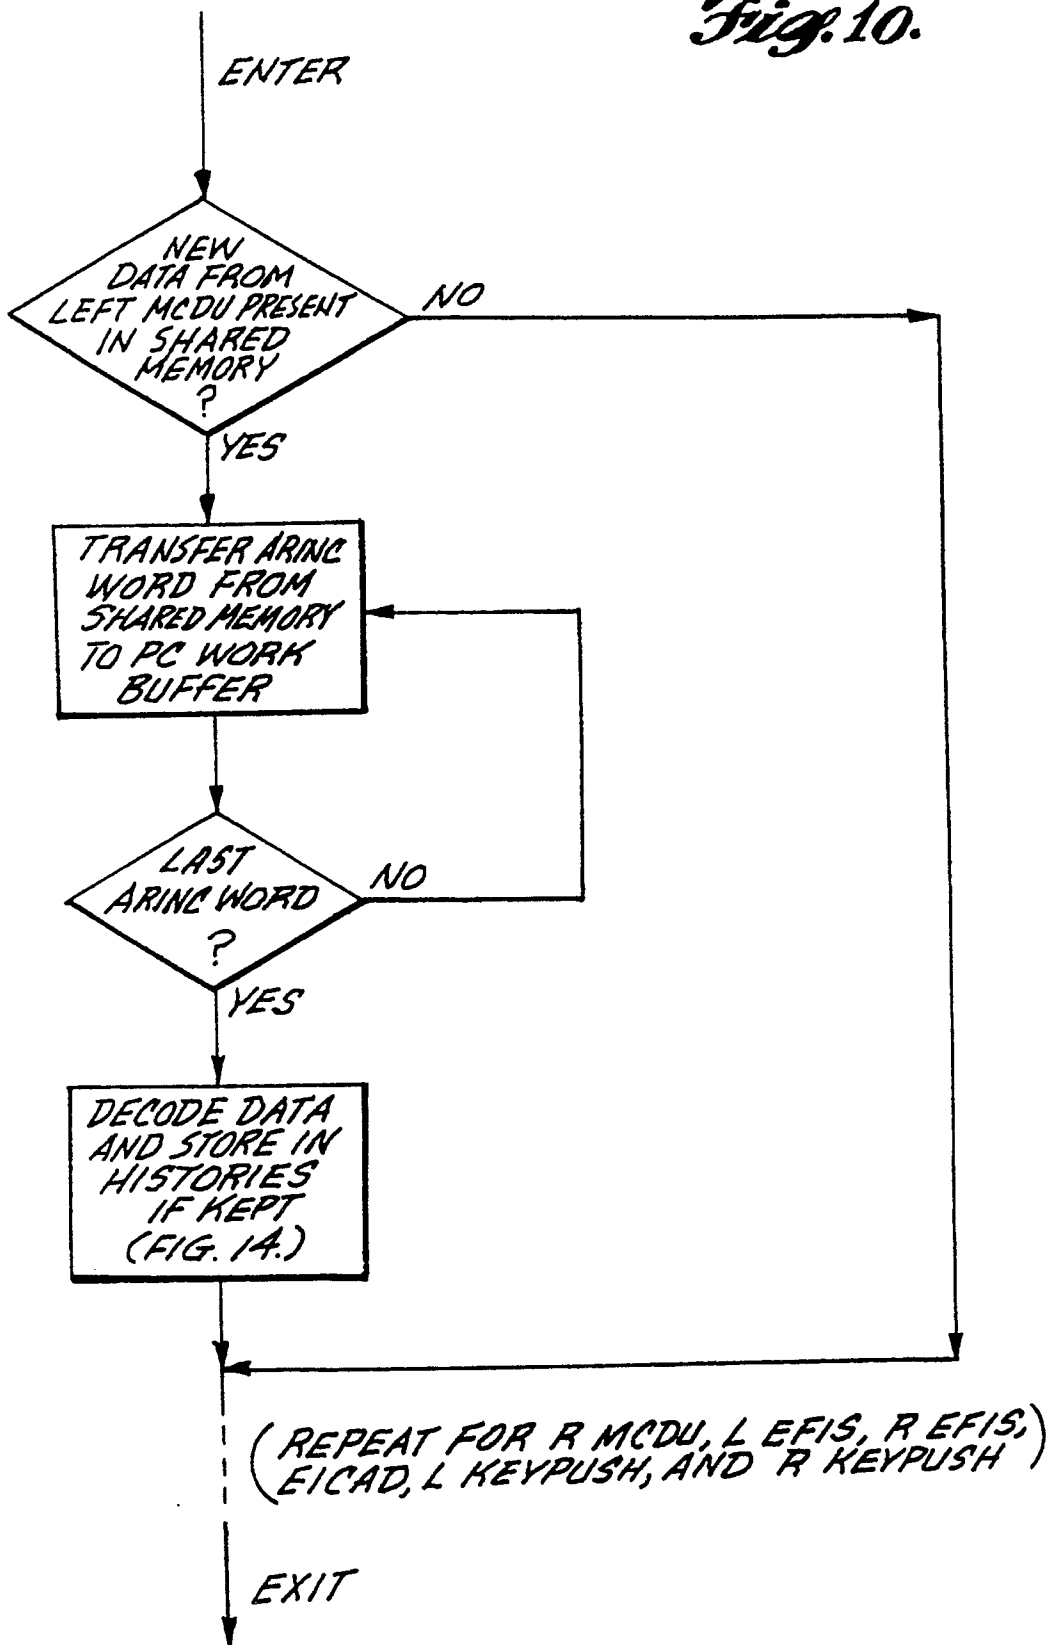 Fig. 10.
ENTER
NEW
DATA FROM
LEFT MCDU PRESENT
IN SHARED
MEMORY
?
NO
YES
TRANSFER ARINC
WORD FROM
SHARED MEMORY
TO PC WORK
BUFFER
LAST
ARINC WORD
?
NO
YES
DECODE DATA
AND STORE IN
HISTORIES
IF KEPT
(FIG. 14.)
(REPEAT FOR R MCDU, L EFIS, R EFIS,
EICAD, L KEYPUSH, AND R KEYPUSH)
EXIT